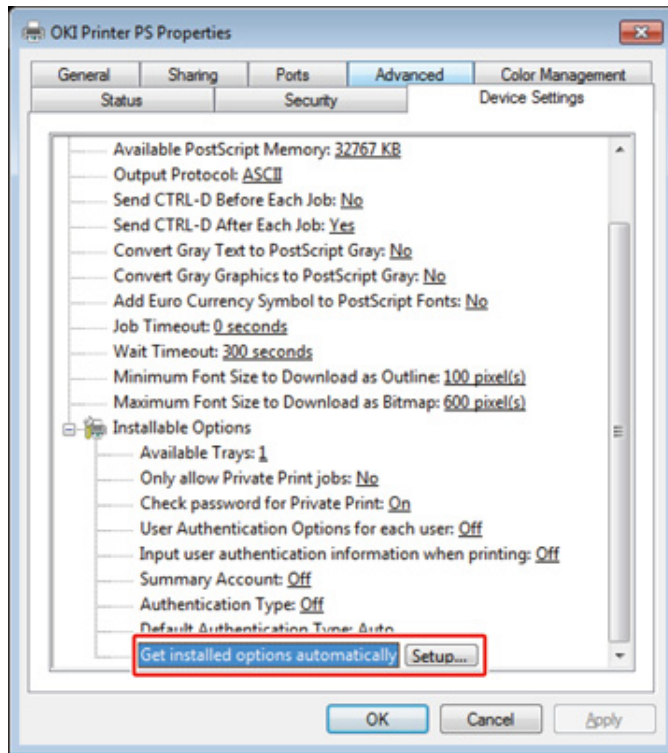 OKI Printer PS Properties
General Sharing Ports Advanced Color Management
Status Security Device Settings
Available PostScript Memory: 32767 KB
Output Protocol: ASCII
Send CTRL-D Before Each Job: No
Send CTRL-D After Each Job: Yes
Convert Gray Text to PostScript Gray: No
Convert Gray Graphics to PostScript Gray: No
Add Euro Currency Symbol to PostScript Fonts: No
Job Timeout: 0 seconds
Wait Timeout: 300 seconds
Minimum Font Size to Download as Outline: 100 pixel(s)
Maximum Font Size to Download as Bitmap: 600 pixel(s)
Installable Options
Available Trays: 1
Only allow Private Print jobs: No
Check password for Private Print: On
User Authentication Options for each user: Off
Input user authentication information when printing: Off
Summary Account: Off
Authentication Type: Off
Default Authentication Type: Auto
Get installed options automatically Setup...
OK Cancel Apply